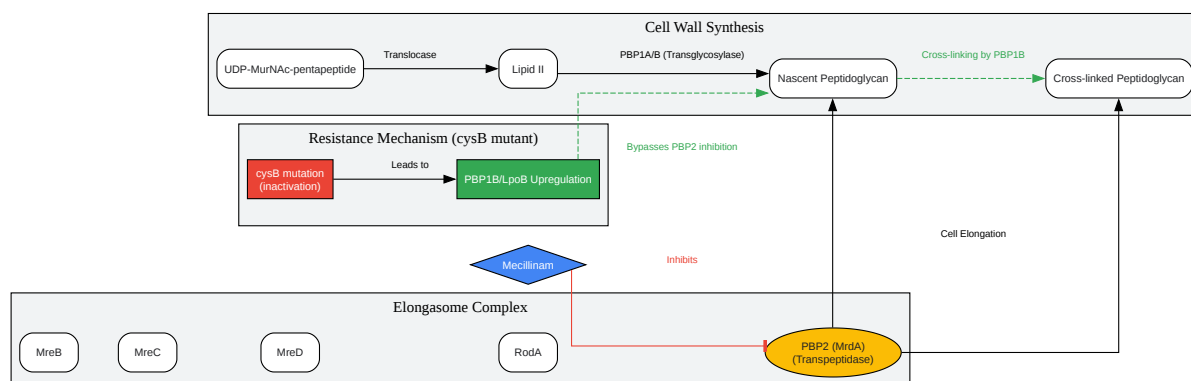 Cell Wall Synthesis
UDP-MurNAc-pentapeptide
Translocase
Lipid II
PBP1A/B (Transglycosylase)
Nascent Peptidoglycan
Cross-linking by PBP1B
Cross-linked Peptidoglycan
Resistance Mechanism (cysB mutant)
cysB mutation
(inactivation)
Leads to
PBP1B/LpoB Upregulation
Bypasses PBP2 inhibition
Cell Elongation
Mecillinam
Inhibits
Elongasome Complex
MreB
MreC
MreD
RodA
PBP2 (MrdA)
(Transpeptidase)